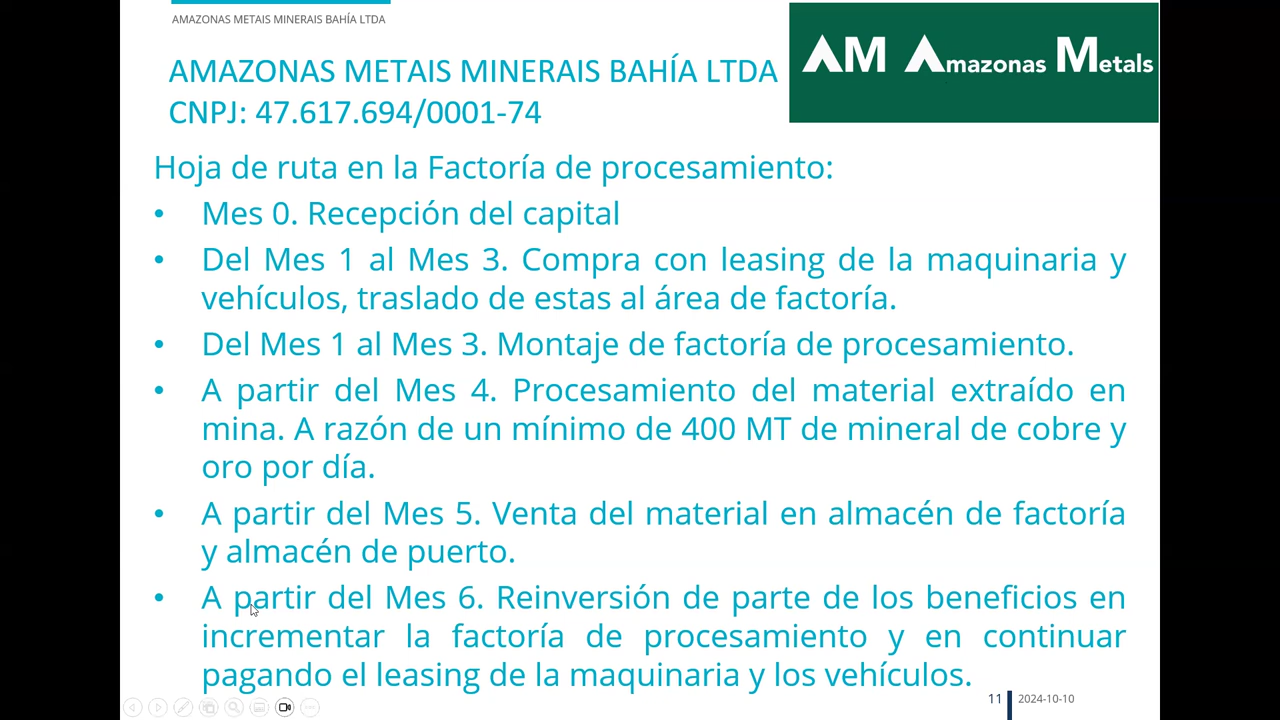 AMAZONAS METAIS MINERAIS BAHÍA LTDA
AMAZONAS METAIS MINERAIS BAHÍA LTDA
CNPJ: 47.617.694/0001-74
AM Amazonas Metals
Hoja de ruta en la Factoría de procesamiento:
• Mes 0. Recepción del capital
• Del Mes 1 al Mes 3. Compra con leasing de la maquinaria y
vehículos, traslado de estas al área de factoría.
• Del Mes 1 al Mes 3. Montaje de factoría de procesamiento.
• A partir del Mes 4. Procesamiento del material extraído en
mina. A razón de un mínimo de 400 MT de mineral de cobre y
oro por día.
• A partir del Mes 5. Venta del material en almacén de factoría
y almacén de puerto.
• A partir del Mes 6. Reinversión de parte de los beneficios en
incrementar la factoría de procesamiento y en continuar
pagando el leasing de la maquinaria y los vehículos.
11 2024-10-10